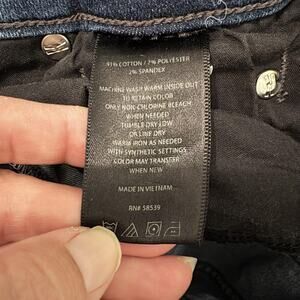 91% COTTON / 7% POLYESTER
2% SPANDEX
MACHINE WASH WARM INSIDE OUT
TO RETAIN COLOR
ONLY NON-CHLORINE BLEACH
WHEN NEEDED
TUMBLE DRY LOW
OR LINE DRY
WARM IRON AS NEEDED
WITH SYNTHETIC SETTINGS
COLOR MAY TRANSFER
WHEN NEW
MADE IN VIETNAM
RN# 58539